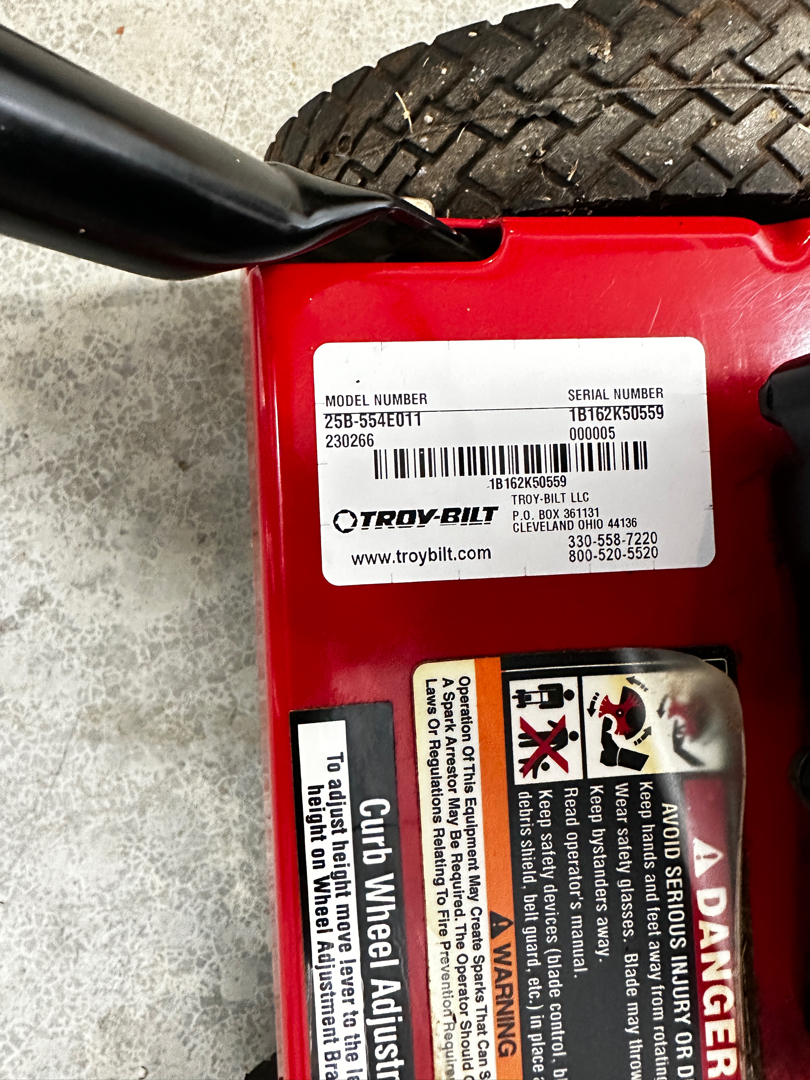 MODEL NUMBER
25B-554E011
230266
SERIAL NUMBER
1B162K50559
000005
1B162K50559
TROY-BILT
www.troybilt.com
TROY-BILT LLC
P.O. BOX 361131
CLEVELAND OHIO 44136
330-558-7220
800-520-5520
DANGER
AVOID SERIOUS INJURY OR D
Keep hands and feet away from rotatin
Wear safety glasses. Blade may throw
Keep bystanders away.
Read operator's manual.
Keep safety devices (blade control, b
debris shield, belt guard, etc.) in place a
WARNING
Operation Of This Equipment May Create Sparks That Can S
A Spark Arrestor May Be Required. The Operator Should C
Laws Or Regulations Relating To Fire Prevention Require
Curb Wheel Adjust
To adjust height move lever to the le
height on Wheel Adjustment Bra